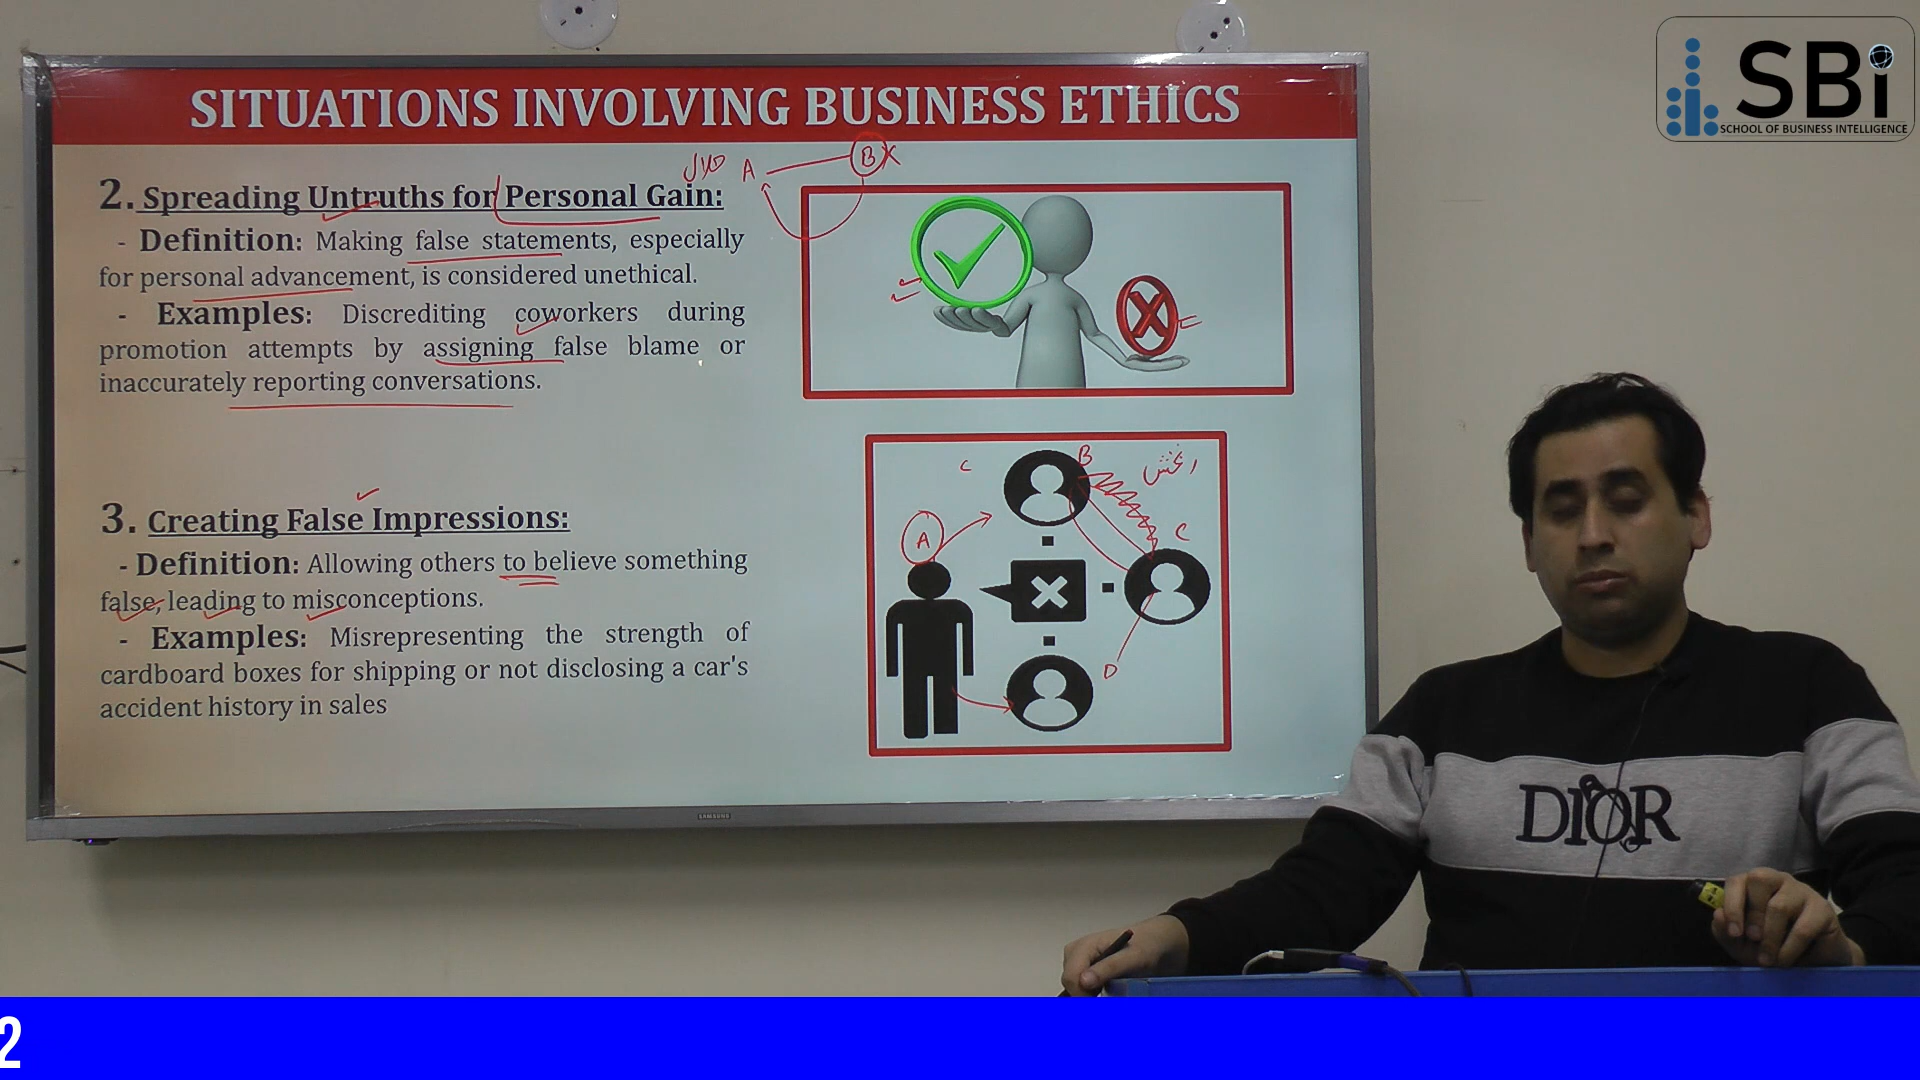 SBi
SCHOOL OF BUSINESS INTELLIGENCE
SITUATIONS INVOLVING BUSINESS ETHICS
A
B
X
2. Spreading Untruths for Personal Gain:
- Definition: Making false statements, especially
for personal advancement, is considered unethical.
- Examples: Discrediting coworkers during
promotion attempts by assigning false blame or
inaccurately reporting conversations.
3. Creating False Impressions:
- Definition: Allowing others to believe something
false, leading to misconceptions.
- Examples: Misrepresenting the strength of
cardboard boxes for shipping or not disclosing a car's
accident history in sales
C
B
A
C
D
SAMSUNG
DIOR
2